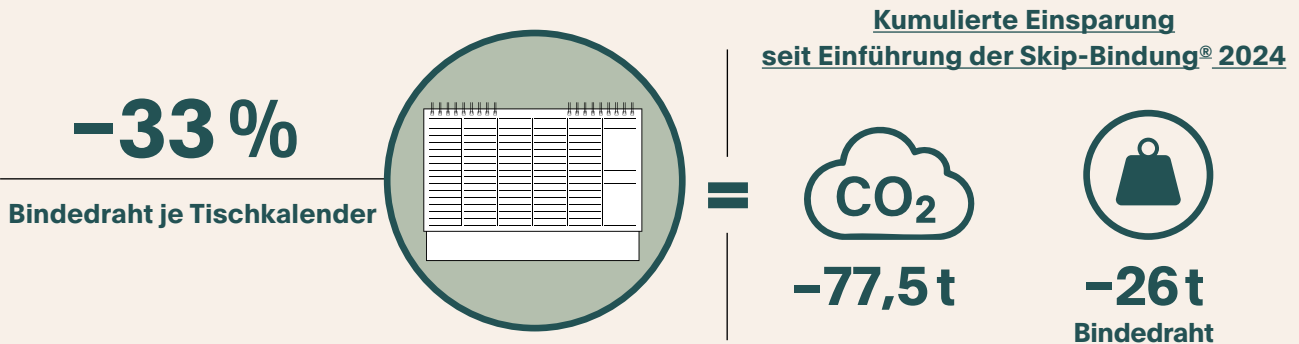 Kumulierte Einsparung
seit Einführung der Skip-Bindung® 2024
–33 %
Bindedraht je Tischkalender
=
CO₂
–77,5 t
–26 t
Bindedraht